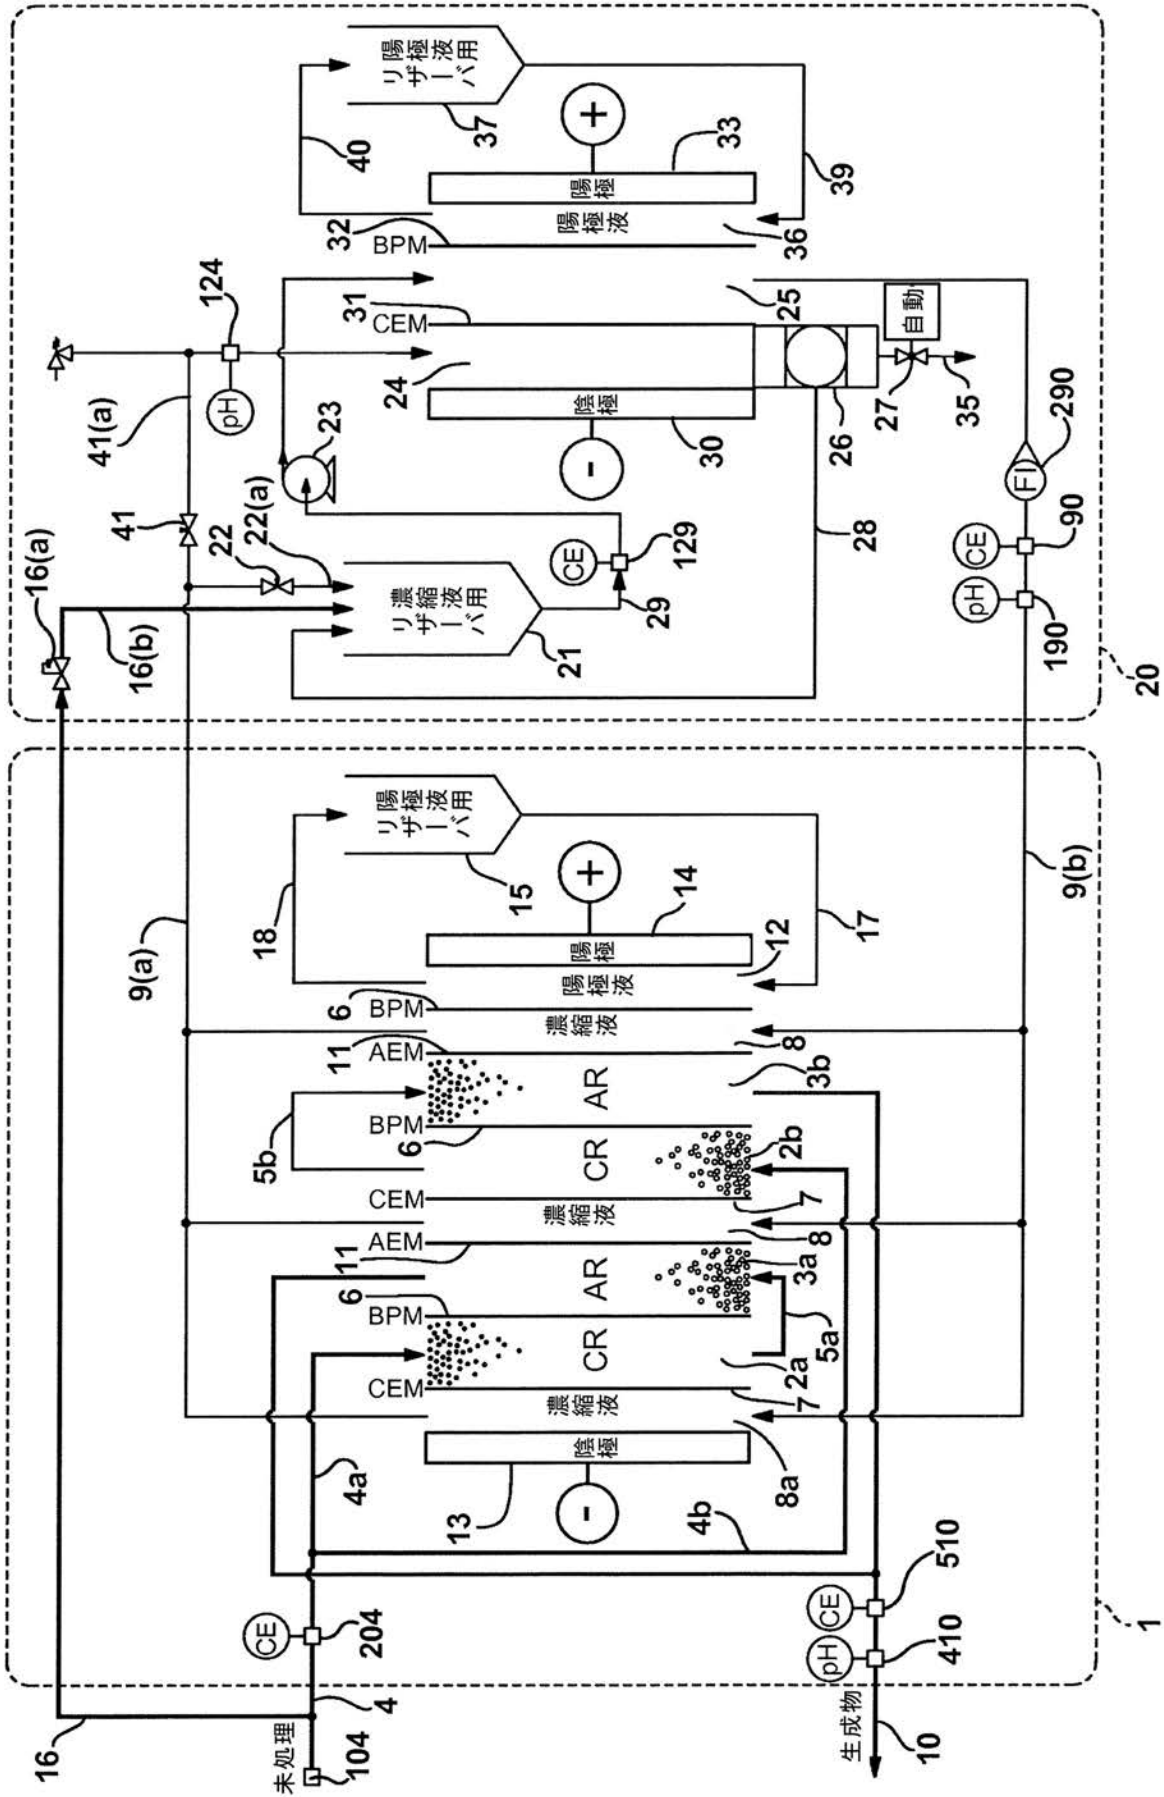 16
未処理
104
4
CE
204
4a
4b
16(a)
16(b)
9(a)
13
陰極
-
8a
濃縮液
7
CEM
CR
2a
5a
BPM
6
AR
3a
AEM
11
濃縮液
8
CEM
7
CR
2b
5b
BPM
6
AR
3b
AEM
11
濃縮液
8
BPM
6
陽極液
12
陽極
14
+
18
17
陽極液用
リザーバ
15
9(b)
生成物
10
pH
410
CE
510
1
20
41
41(a)
22
22(a)
濃縮液用
リザーバ
21
29
CE
129
23
pH
124
28
-
陰極
30
24
CEM
31
25
26
27
自動
35
BPM
32
陽極液
36
陽極
33
+
40
39
陽極液用
リザーバ
37
pH
190
CE
90
FI
290